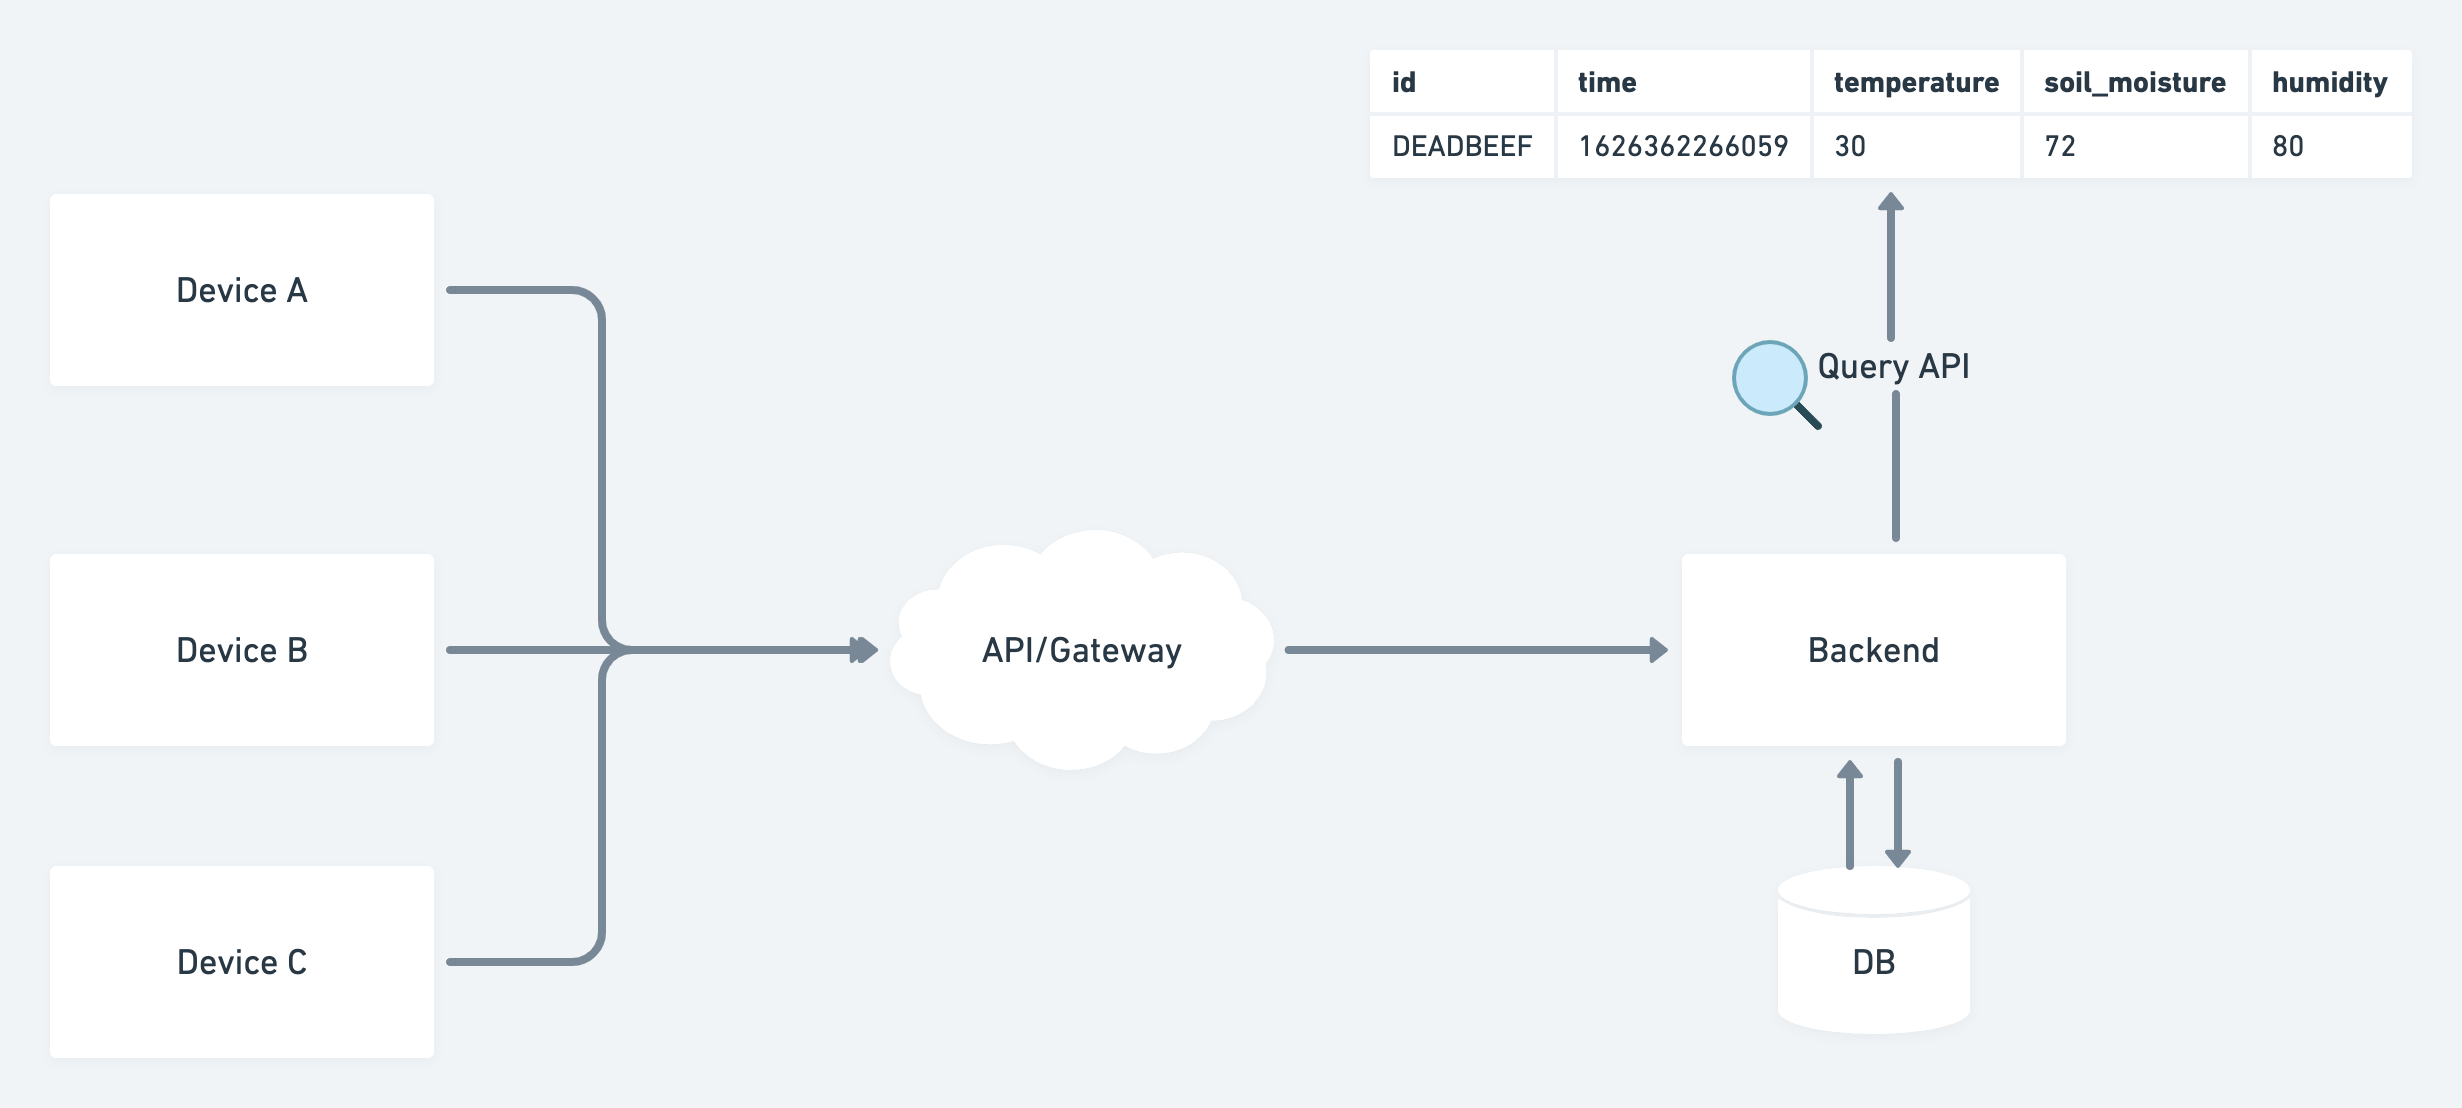 id time temperature soil_moisture humidity
DEADBEEF 1626362266059 30 72 80
Device A
Query API
Device B
API/Gateway
Backend
Device C
DB